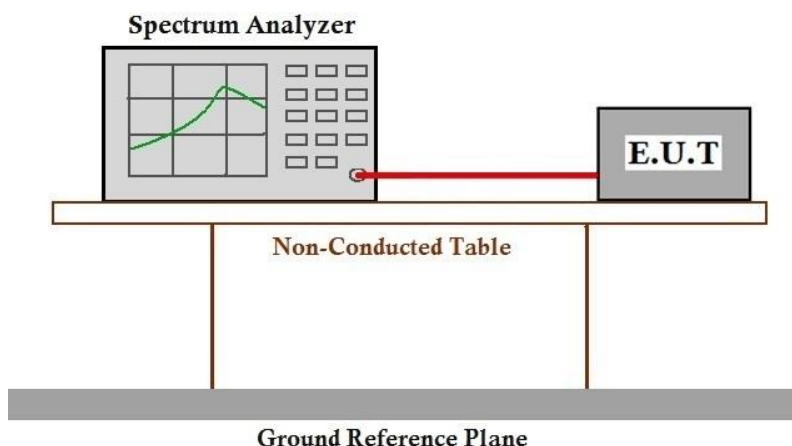 Spectrum Analyzer
E.U.T
Non-Conducted Table
Ground Reference Plane